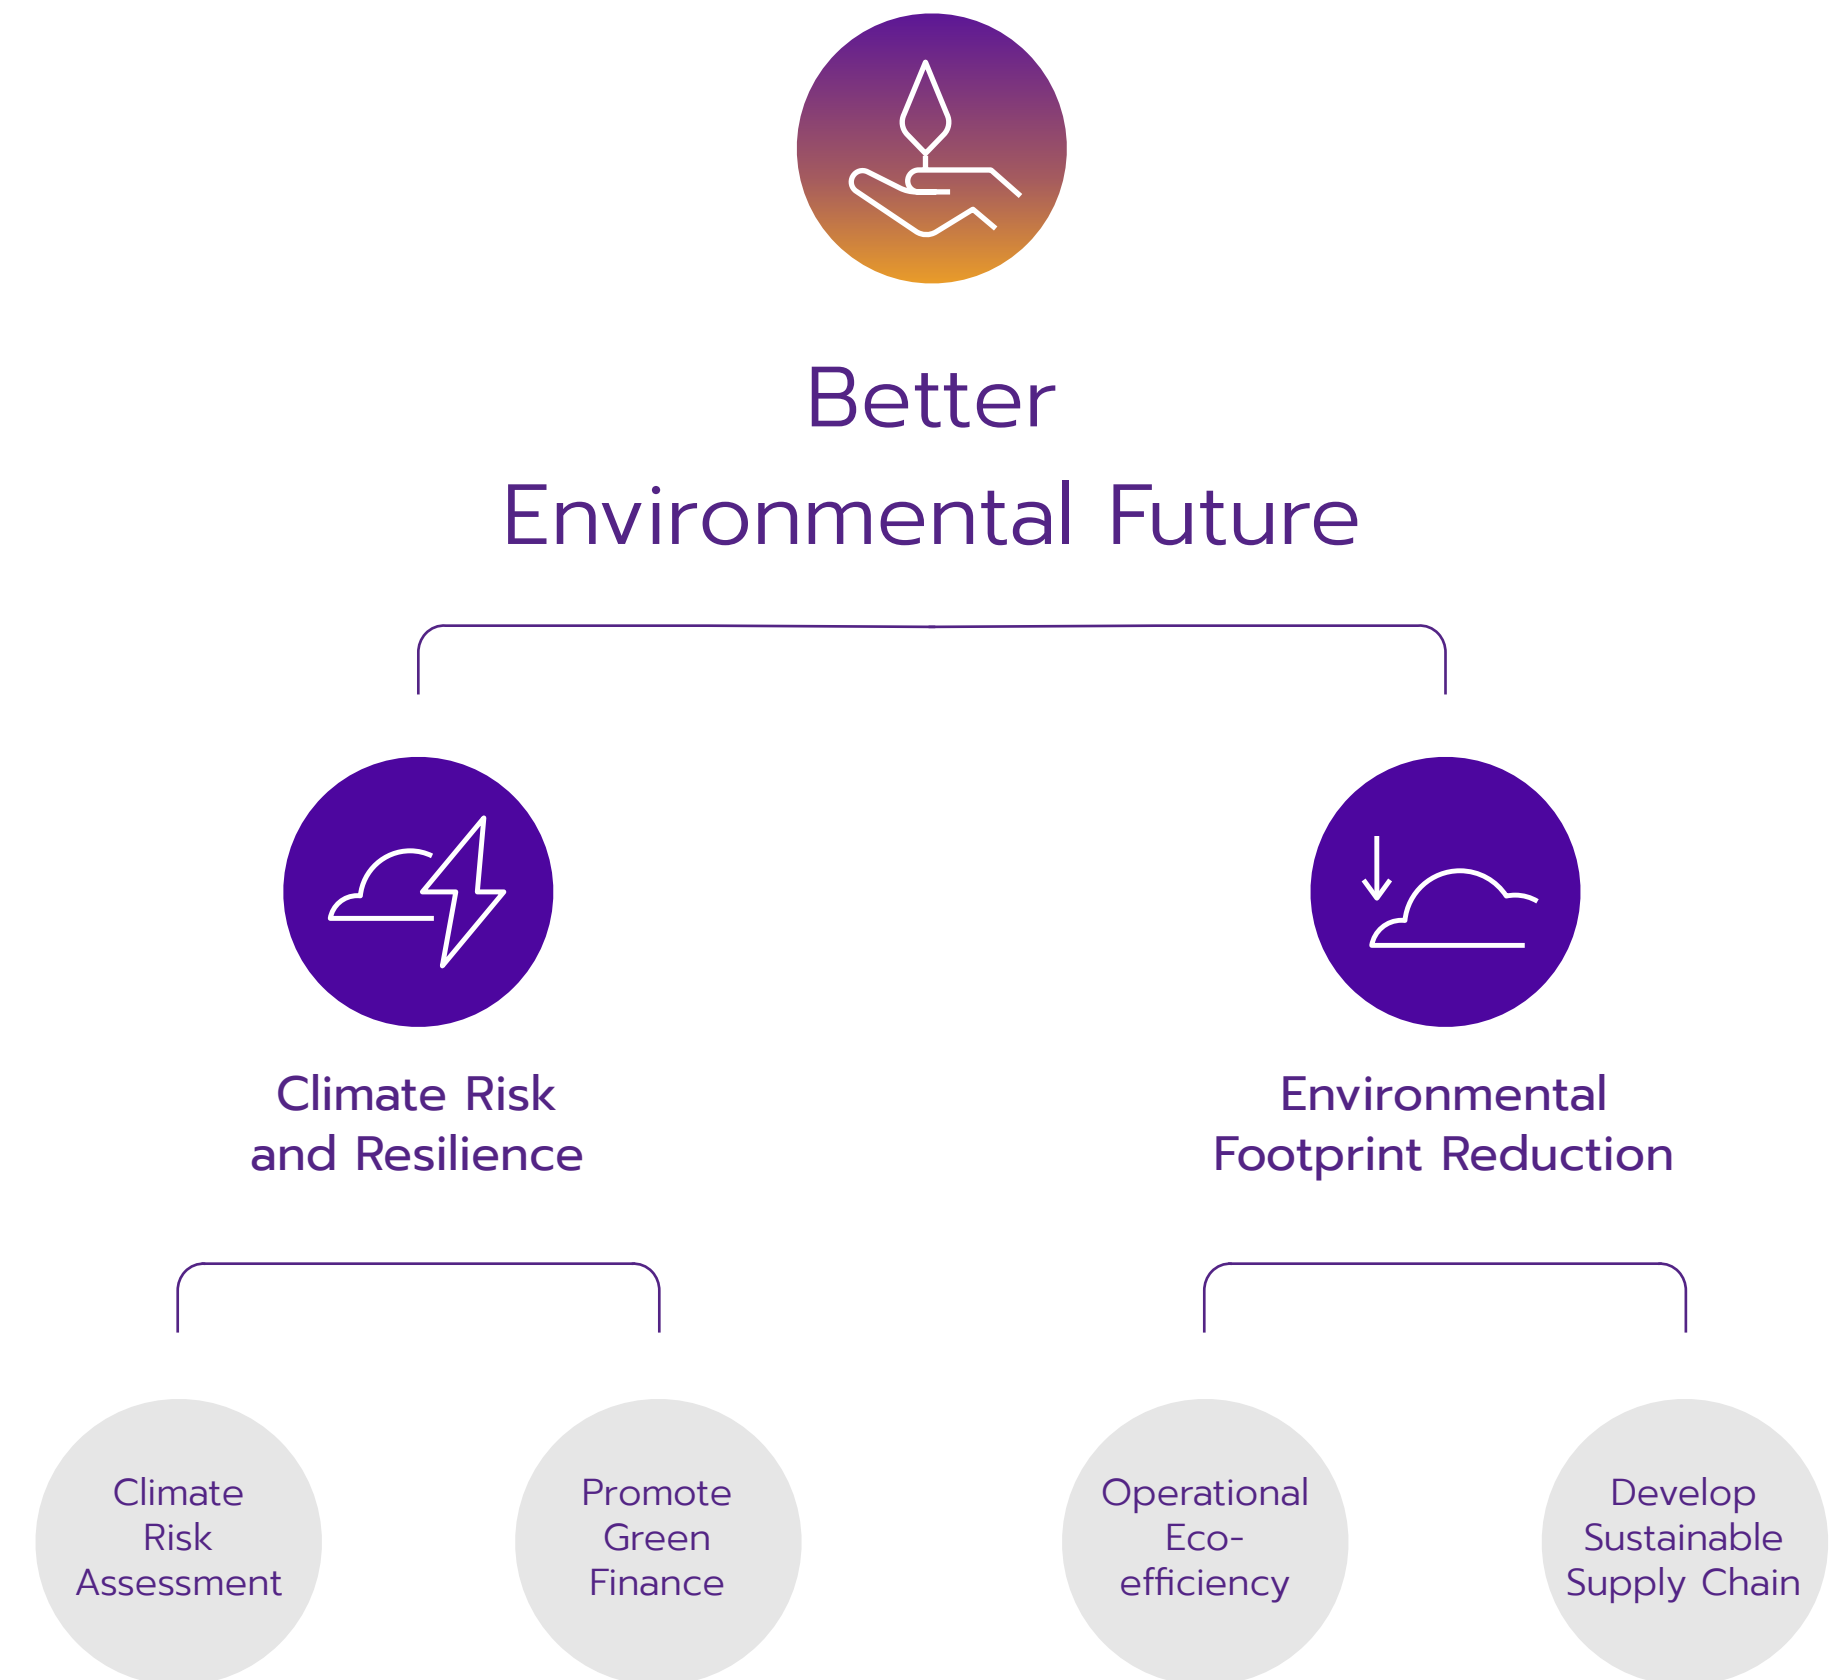 Better
Environmental Future
Climate Risk
and Resilience
Environmental
Footprint Reduction
Climate
Risk
Assessment
Promote
Green
Finance
Operational
Eco-
efficiency
Develop
Sustainable
Supply Chain